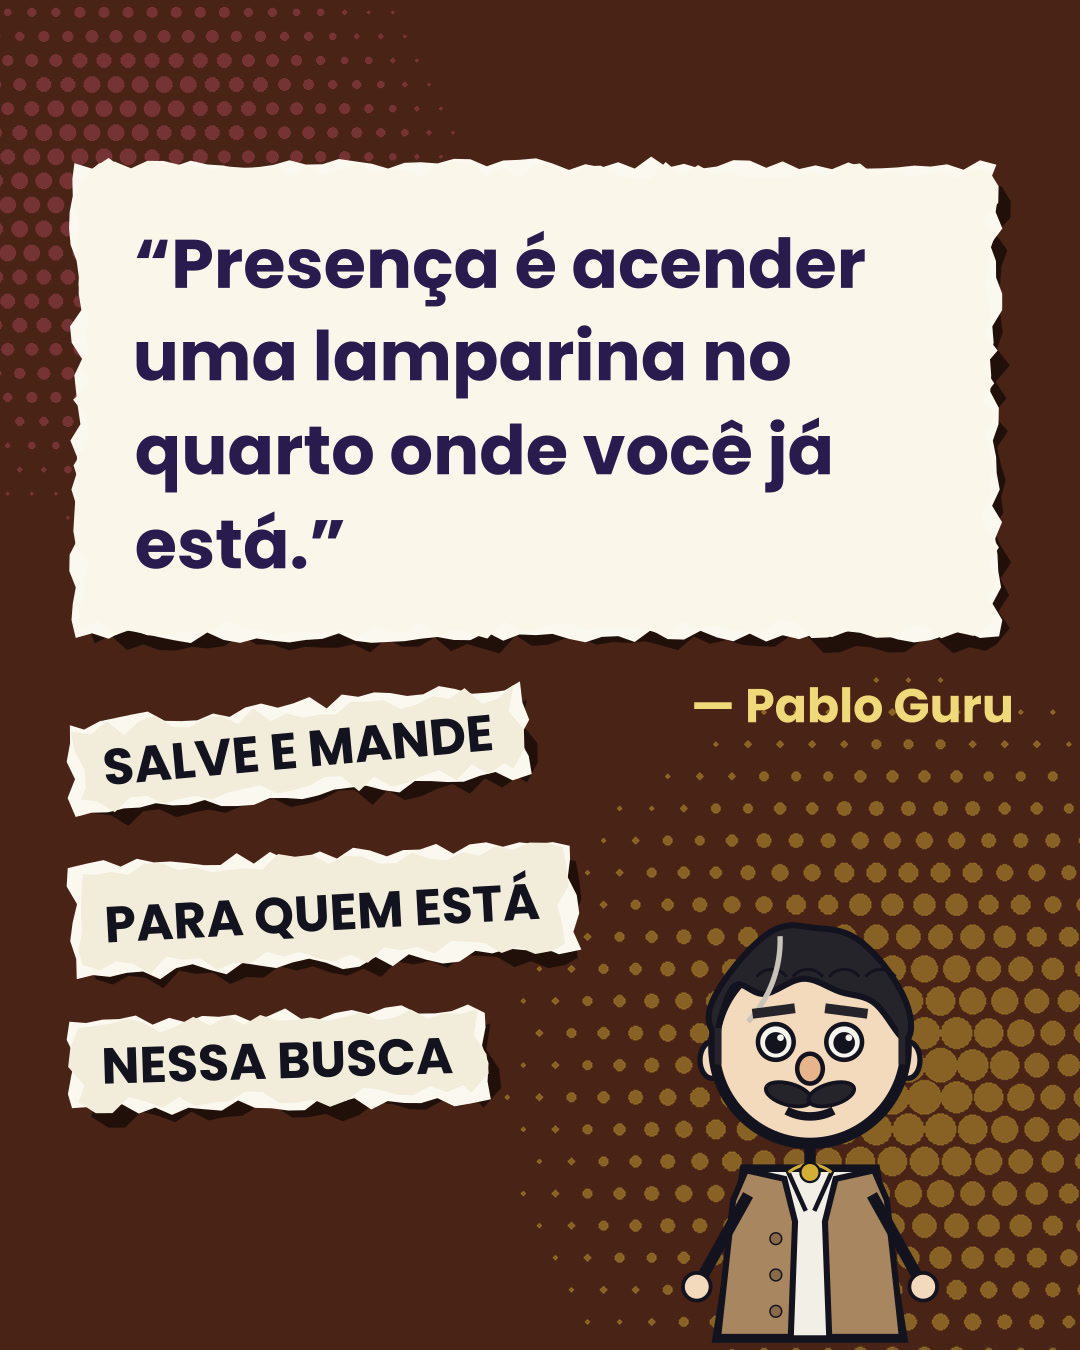 “Presença é acender
uma lamparina no
quarto onde você já
está.”
— Pablo Guru
SALVE E MANDE
PARA QUEM ESTÁ
NESSA BUSCA